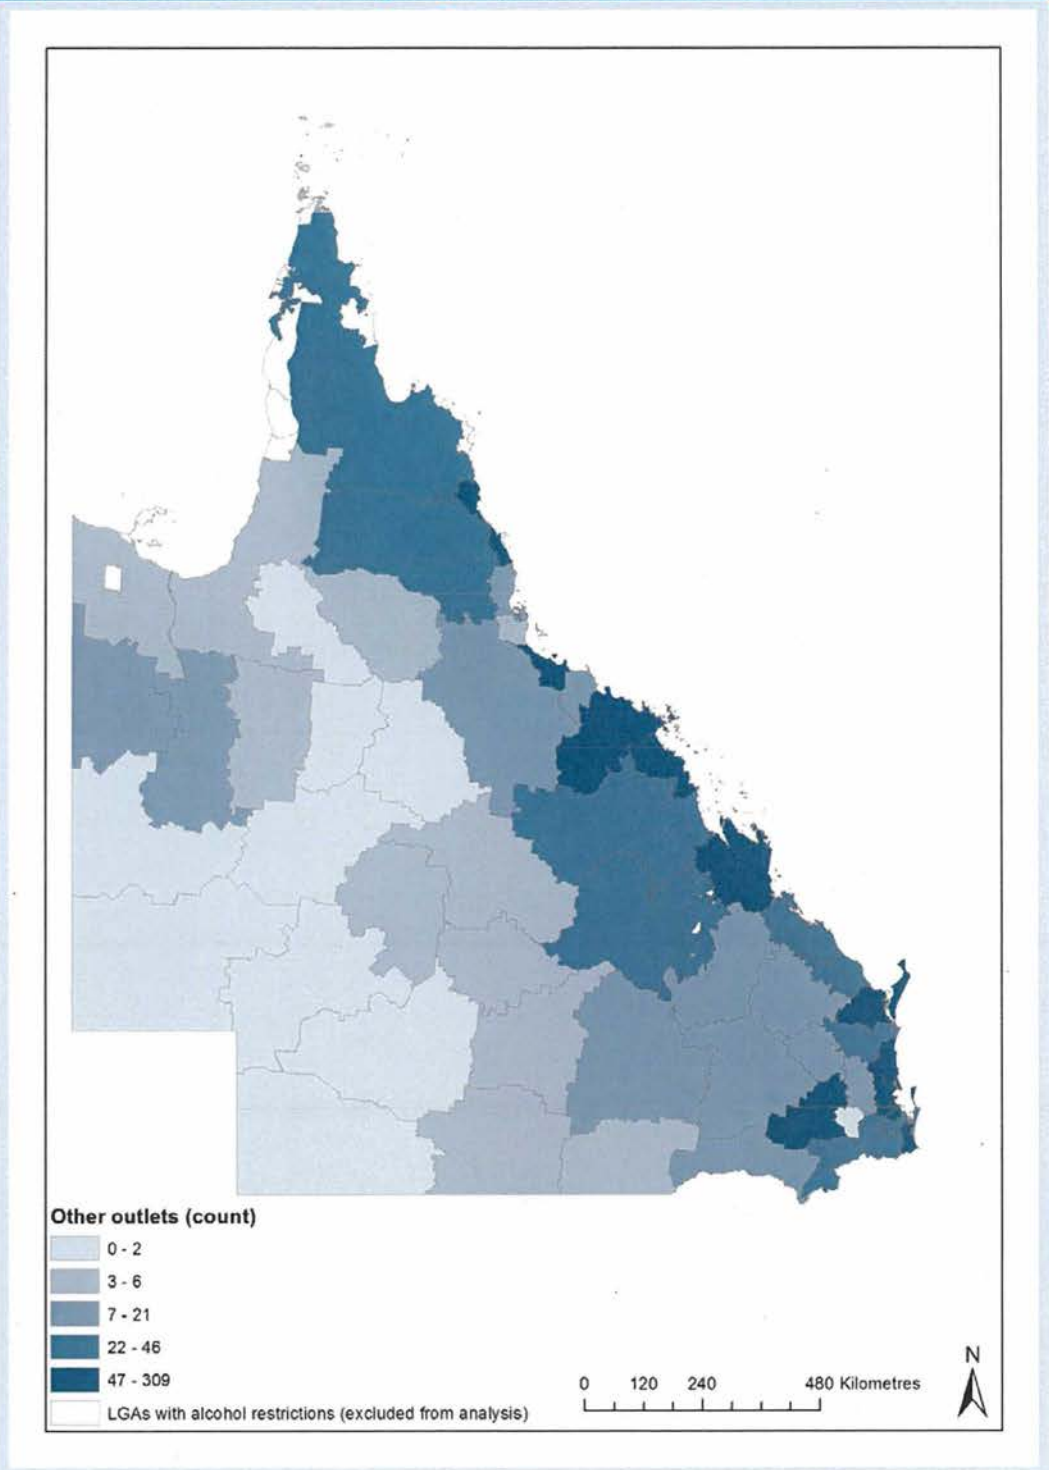 Other outlets (count)
0 - 2
3 - 6
7 - 21
22 - 46
47 - 309
LGAs with alcohol restrictions (excluded from analysis)
0 120 240 480 Kilometres
N